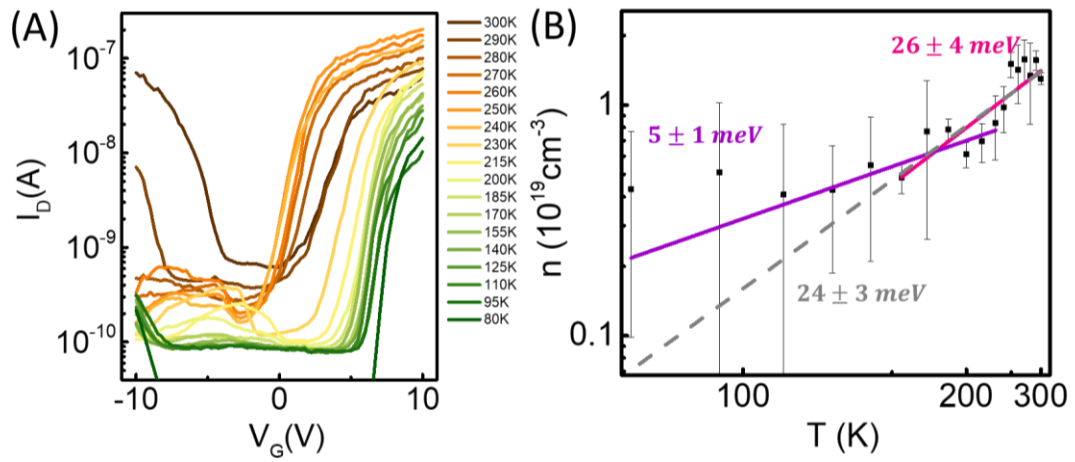 (A)
10⁻⁷
10⁻⁸
10⁻⁹
10⁻¹⁰
I_D(A)
-10
0
10
V_G(V)
300K
290K
280K
270K
260K
250K
240K
230K
215K
200K
185K
170K
155K
140K
125K
110K
95K
80K
(B)
26 ± 4 meV
5 ± 1 meV
24 ± 3 meV
1
0.1
n (10¹⁹cm⁻³)
100
200
300
T (K)